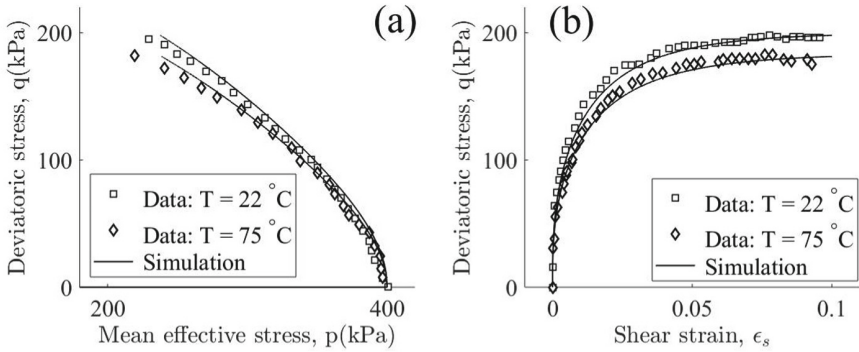 (a)
200
100
0
Deviatoric stress, q(kPa)
Data: T = 22 °C
Data: T = 75 °C
Simulation
200
400
Mean effective stress, p(kPa)
(b)
200
100
0
Deviatoric stress, q(kPa)
Data: T = 22 °C
Data: T = 75 °C
Simulation
0
0.05
0.1
Shear strain, ϵₛ